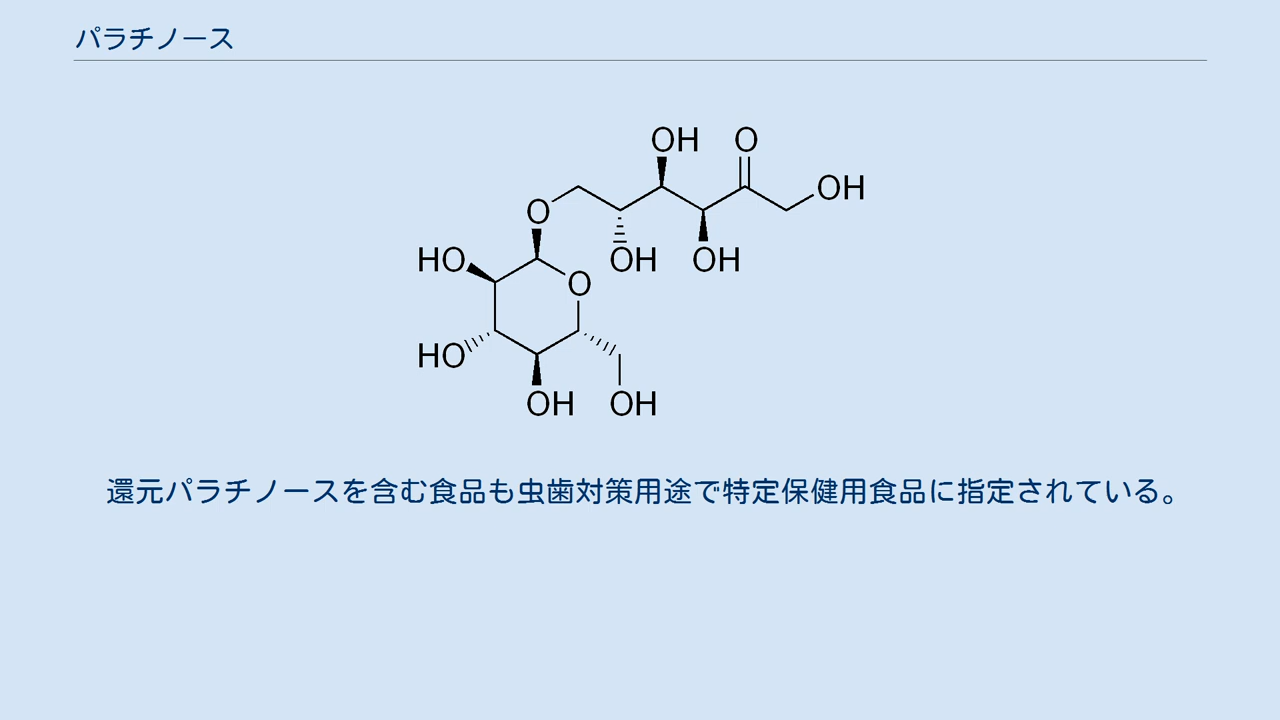 パラチノース
OH O
OH
O
HO OH OH
O
HO
OH OH
還元パラチノースを含む食品も虫歯対策用途で特定保健用食品に指定されている。